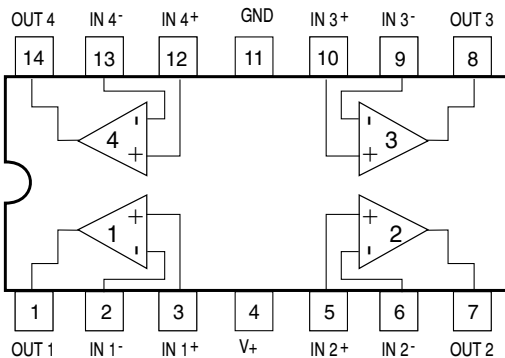 OUT 4 IN 4- IN 4+ GND IN 3+ IN 3- OUT 3
14 13 12 11 10 9 8
- -
4 3
+ +
+ +
1 2
- -
1 2 3 4 5 6 7
OUT 1 IN 1- IN 1+ V+ IN 2+ IN 2- OUT 2